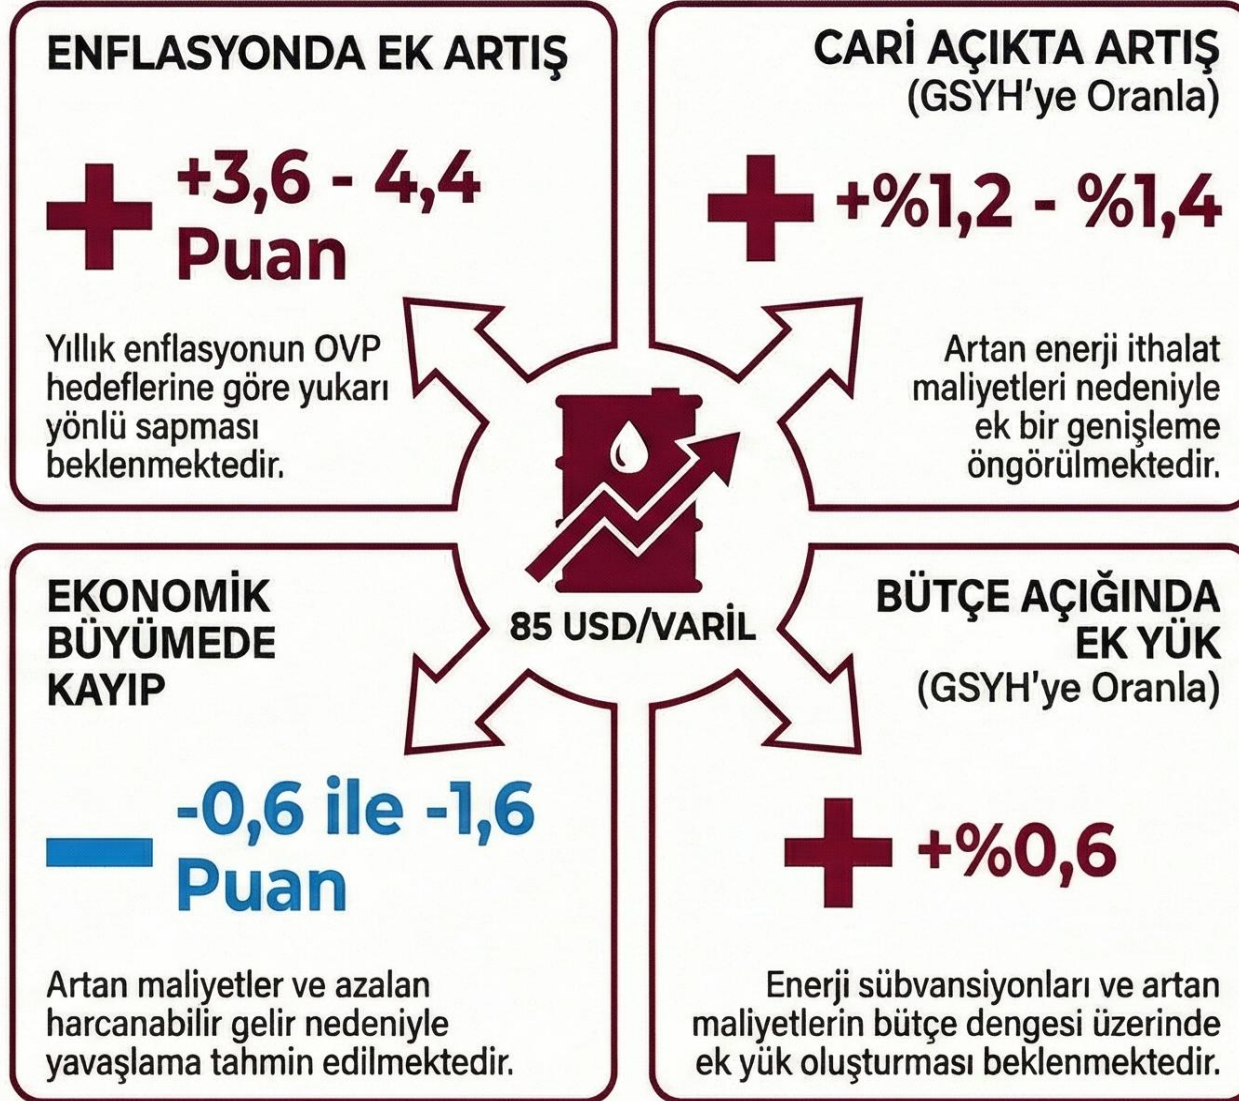 ENFLASYONDA EK ARTIŞ
+3,6 - 4,4
Puan
Yıllık enflasyonun OVP
hedeflerine göre yukarı
yönlü sapması
beklenmektedir.
CARİ AÇIKTA ARTIŞ
(GSYH'ye Oranla)
+%1,2 - %1,4
Artan enerji ithalat
maliyetleri nedeniyle
ek bir genişleme
öngörülmektedir.
85 USD/VARİL
EKONOMİK
BÜYÜMEDE
KAYIP
-0,6 ile -1,6
Puan
Artan maliyetler ve azalan
harcanabilir gelir nedeniyle
yavaşlama tahmin edilmektedir.
BÜTÇE AÇIĞINDA
EK YÜK
(GSYH'ye Oranla)
+%0,6
Enerji sübvansiyonları ve artan
maliyetlerin bütçe dengesi üzerinde
ek yük oluşturması beklenmektedir.